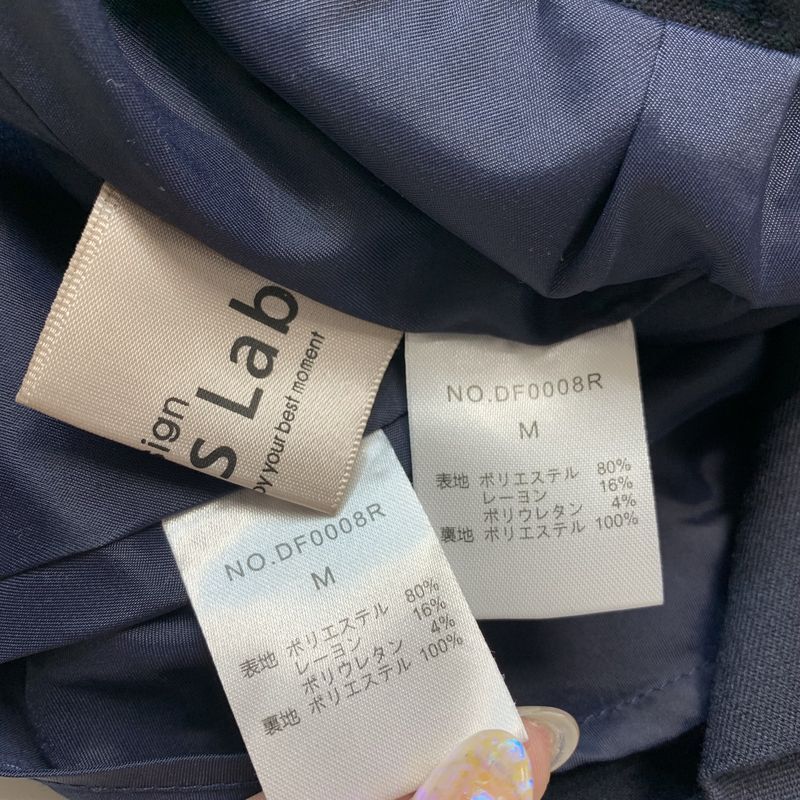 sign
s Lab
by your best moment
NO.DF0008R
M
表地 ポリエステル 80%
レーヨン 16%
ポリウレタン 4%
裏地 ポリエステル 100%
NO.DF0008R
M
表地 ポリエステル 80%
レーヨン 16%
ポリウレタン 4%
裏地 ポリエステル 100%